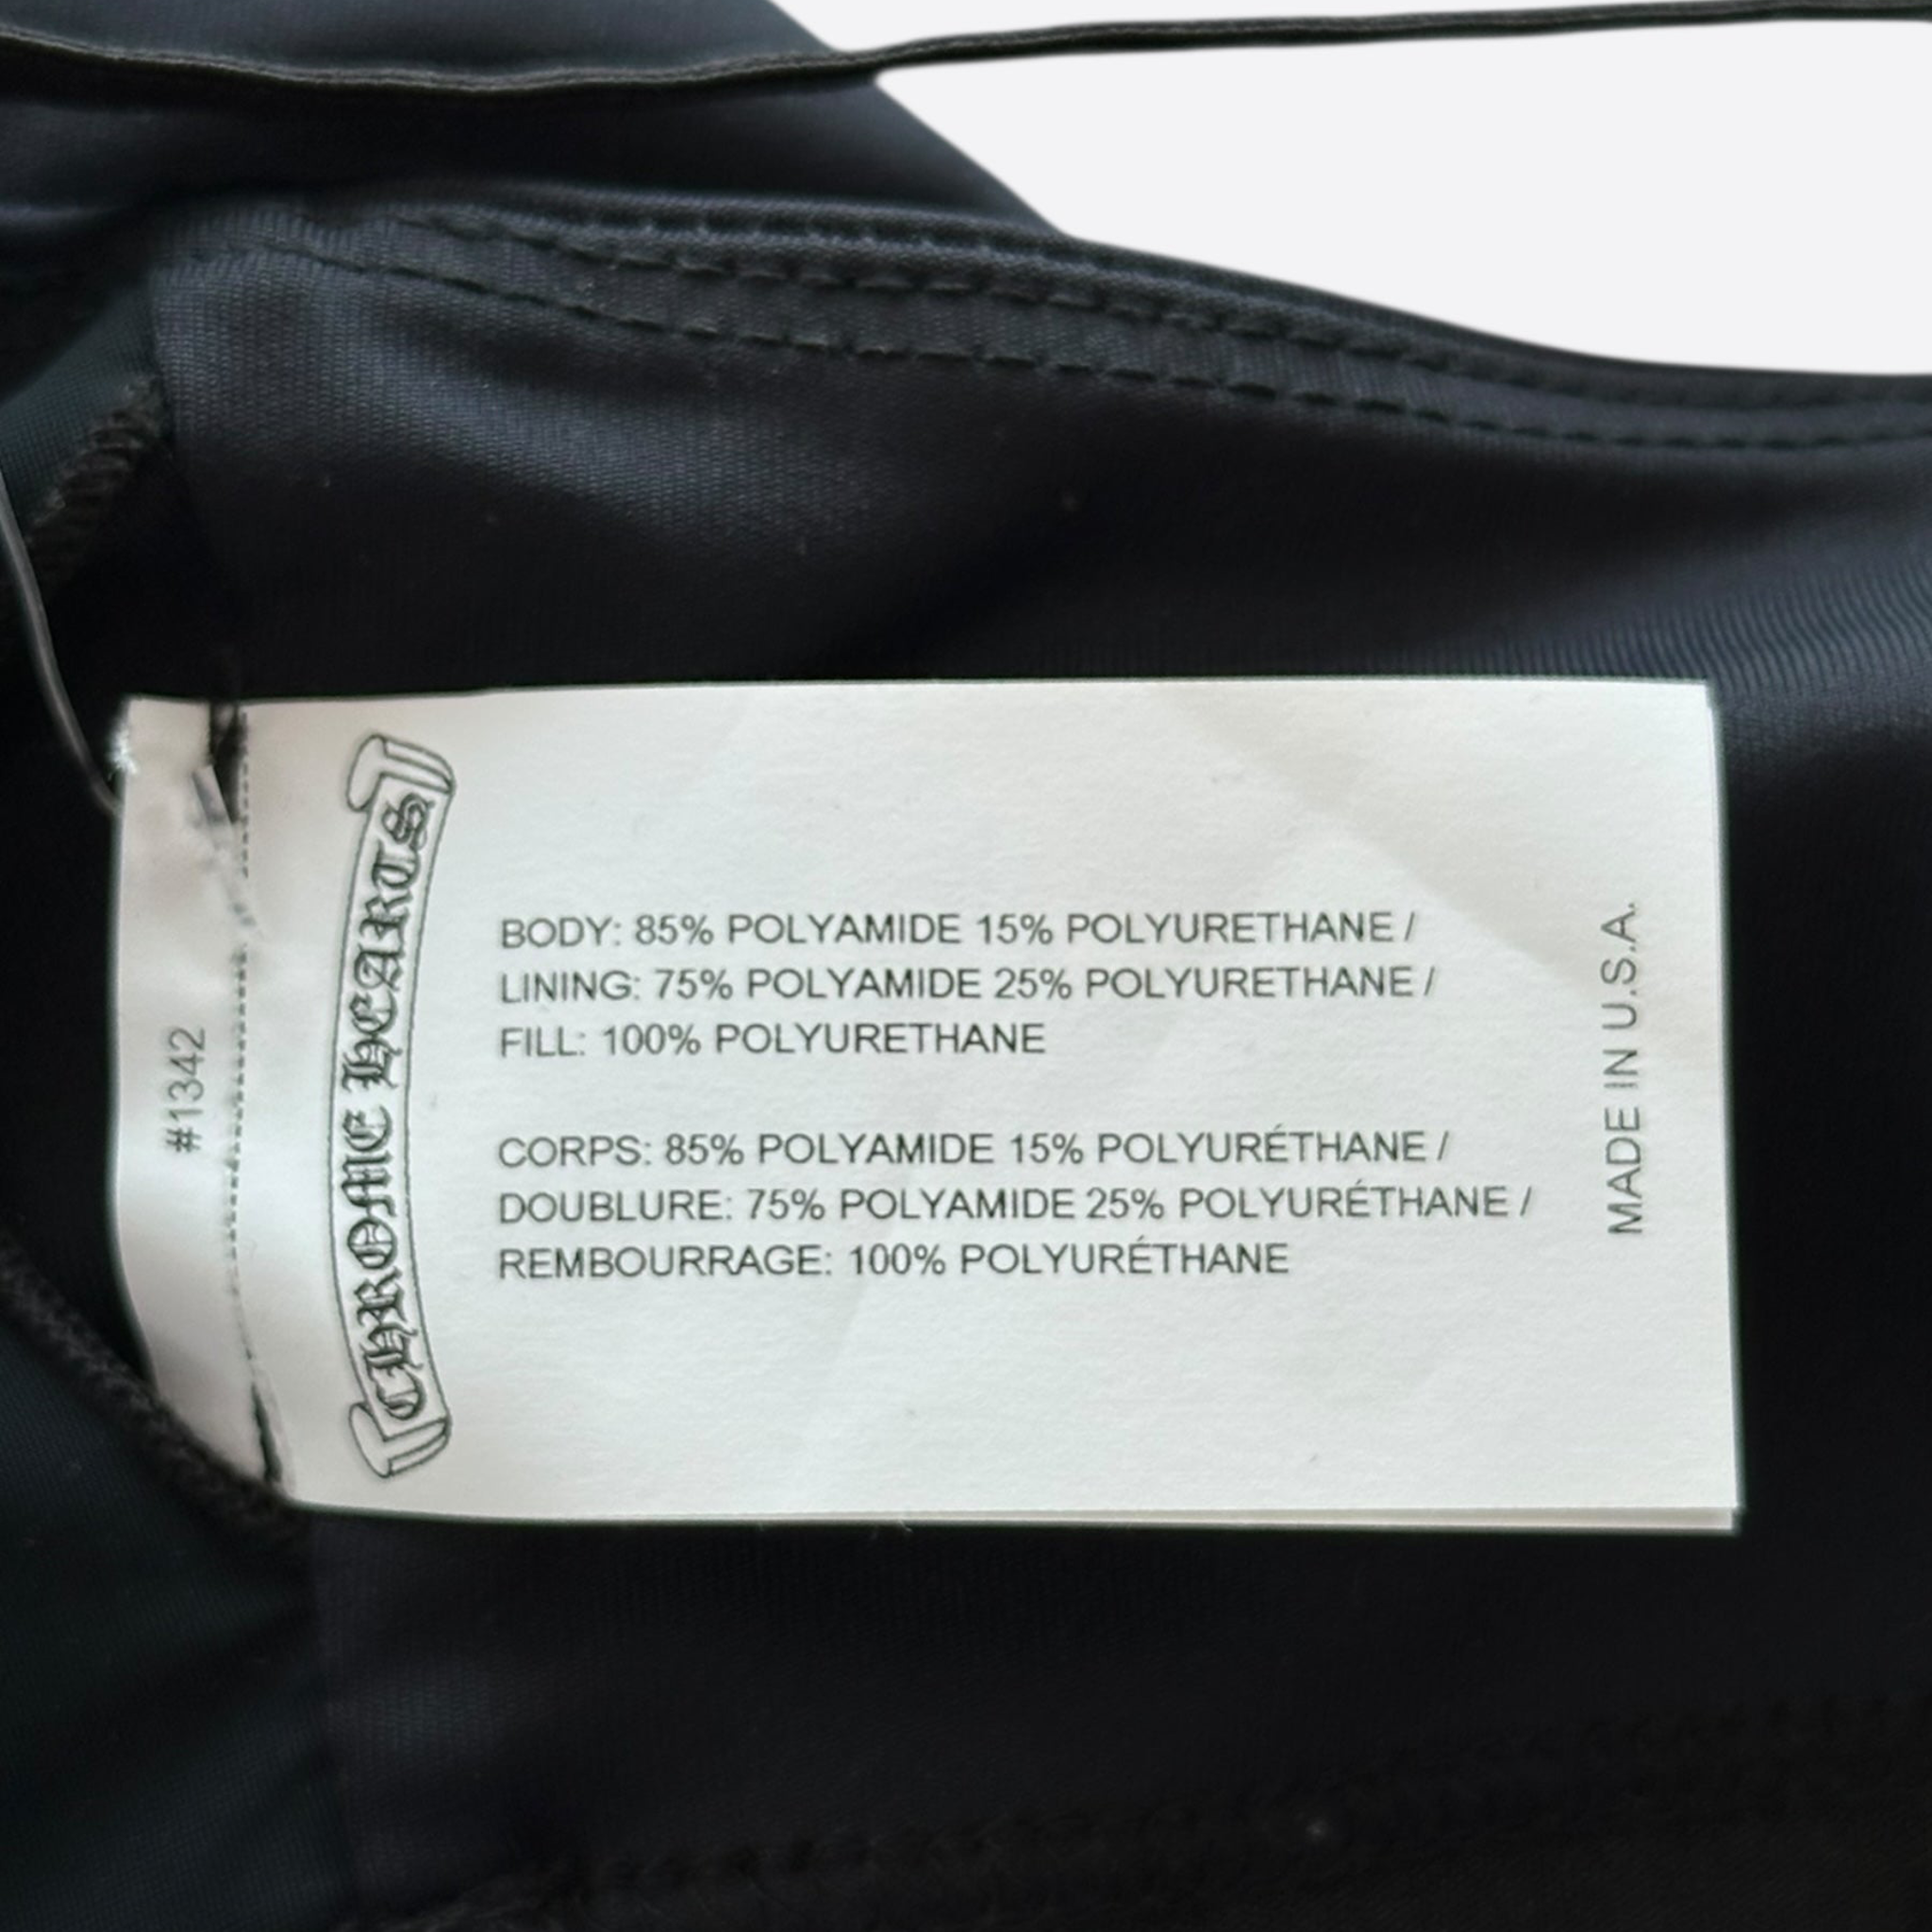 #1342
CHROME HEARTS
BODY: 85% POLYAMIDE 15% POLYURETHANE /
LINING: 75% POLYAMIDE 25% POLYURETHANE /
FILL: 100% POLYURETHANE
CORPS: 85% POLYAMIDE 15% POLYURÉTHANE /
DOUBLURE: 75% POLYAMIDE 25% POLYURÉTHANE /
REMBOURRAGE: 100% POLYURÉTHANE
MADE IN U.S.A.